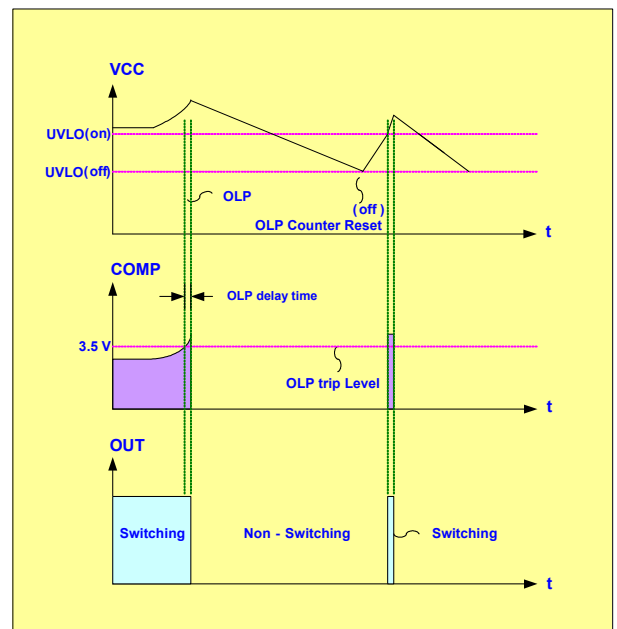 VCC
UVLO(on)
UVLO(off)
OLP
(off)
OLP Counter Reset
t
COMP
OLP delay time
3.5 V
OLP trip Level
t
OUT
Switching
Non - Switching
Switching
t